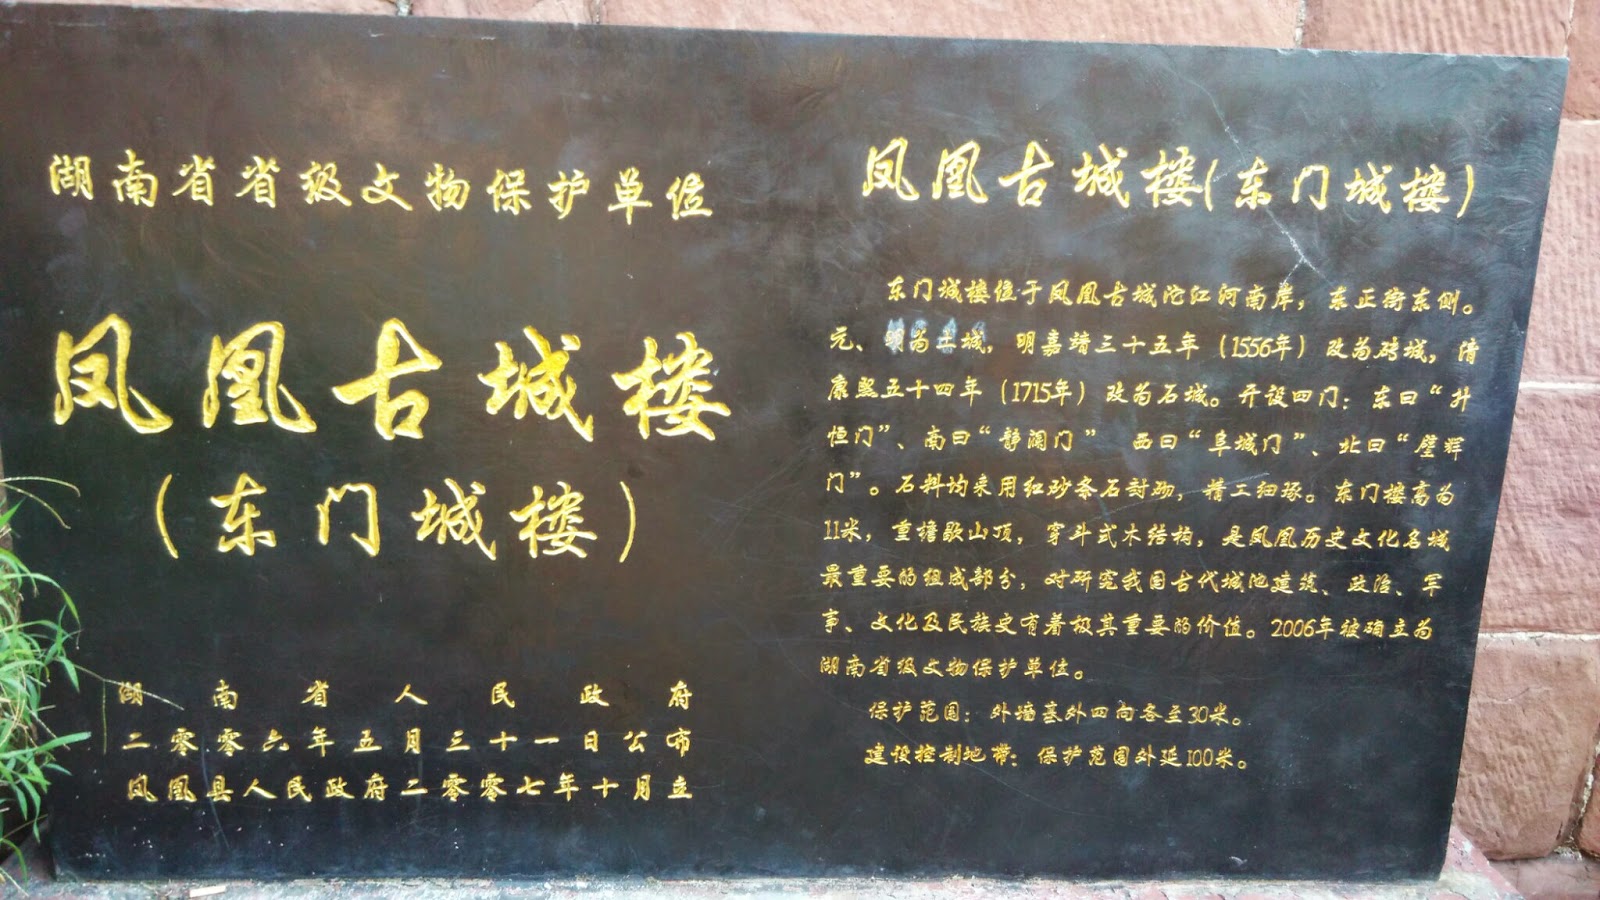 湖南省省级文物保护单位
凤凰古城楼
(东门城楼)
湖南省人民政府
二零零六年五月三十一日公布
凤凰县人民政府二零零七年十月立
凤凰古城楼(东门城楼)
东门城楼位于凤凰古城沱江河南岸，东正街东侧。
元、明为土城，明嘉靖三十五年（1556年）改为砖城，清
康熙五十四年（1715年）改为石城。开设四门：东曰“升
恒门”、南曰“静澜门” 西曰“阜城门”、北曰“壁辉
门”。石料均采用红砂条石封砌，精工细琢。东门楼高为
11米，重檐歇山顶，穿斗式木结构，是凤凰历史文化名城
最重要的组成部分，对研究我国古代城池建筑、政治、军
事、文化及民族史有着极其重要的价值。2006年被确立为
湖南省级文物保护单位。
保护范围：外墙基外四向各至30米。
建设控制地带：保护范围外延100米。